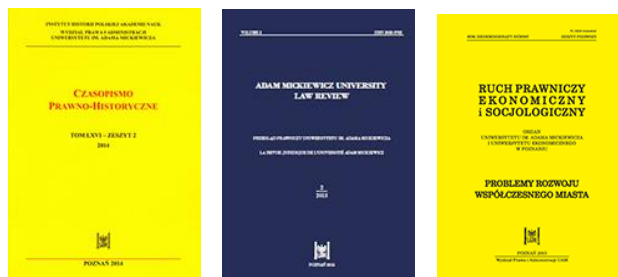 INSTYTUT HISTORII POLSKIEJ AKADEMII NAUK
WYDZIAŁ PRAWA I ADMINISTRACJI
UNIWERSYTETU IM. ADAMA MICKIEWICZA
CZASOPISMO
PRAWNO-HISTORYCZNE
TOM LXVI – ZESZYT 2
2014
POZNAŃ 2014
VOLUME 2
ADAM MICKIEWICZ UNIVERSITY
LAW REVIEW
PRZEGLĄD PRAWNICZY UNIWERSYTETU IM. ADAMA MICKIEWICZA
LA REVUE JURIDIQUE DE L'UNIVERSITÉ ADAM MICKIEWICZ
2
2013
RUCH PRAWNICZY
EKONOMICZNY
i SOCJOLOGICZNY
ORGAN
UNIWERSYTETU IM. ADAMA MICKIEWICZA
I UNIWERSYTETU EKONOMICZNEGO
W POZNANIU
PROBLEMY ROZWOJU
WSPÓŁCZESNEGO MIASTA
Wydział Prawa i Administracji UAM